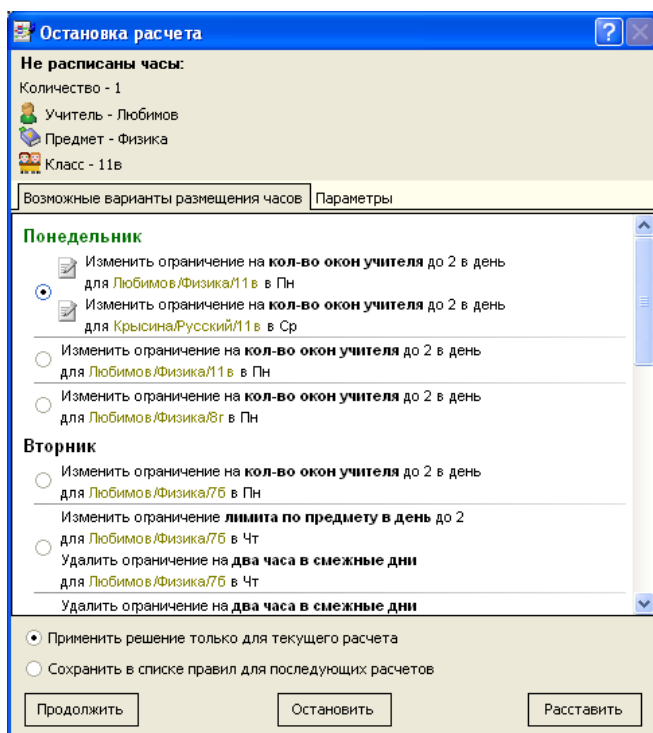 Остановка расчета
Не расписаны часы:
Количество - 1
Учитель - Любимов
Предмет - Физика
Класс - 11в
Возможные варианты размещения часов Параметры
Понедельник
Изменить ограничение на кол-во окон учителя до 2 в день
для Любимов/Физика/11в в Пн
Изменить ограничение на кол-во окон учителя до 2 в день
для Крысина/Русский/11в в Ср
Изменить ограничение на кол-во окон учителя до 2 в день
для Любимов/Физика/11в в Пн
Изменить ограничение на кол-во окон учителя до 2 в день
для Любимов/Физика/8г в Пн
Вторник
Изменить ограничение на кол-во окон учителя до 2 в день
для Любимов/Физика/7б в Пн
Изменить ограничение лимита по предмету в день до 2
для Любимов/Физика/7б в Чт
Удалить ограничение на два часа в смежные дни
для Любимов/Физика/7б в Чт
Удалить ограничение на два часа в смежные дни
Применить решение только для текущего расчета
Сохранить в списке правил для последующих расчетов
Продолжить Остановить Расставить